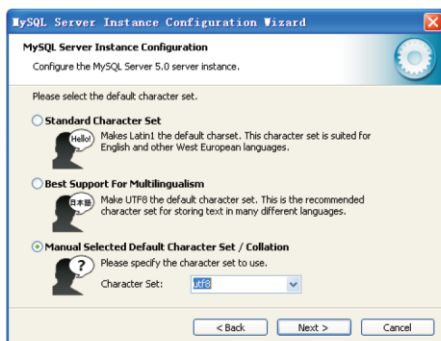 MySQL Server Instance Configuration Wizard
MySQL Server Instance Configuration
Configure the MySQL Server 5.0 server instance.
Please select the default character set.
Standard Character Set
Hello!
Makes Latin1 the default charset. This character set is suited for
English and other West European languages.
Best Support For Multilingualism
日本語
Make UTF8 the default character set. This is the recommended
character set for storing text in many different languages.
Manual Selected Default Character Set / Collation
?
Please specify the character set to use.
Character Set: utf8
< Back Next > Cancel